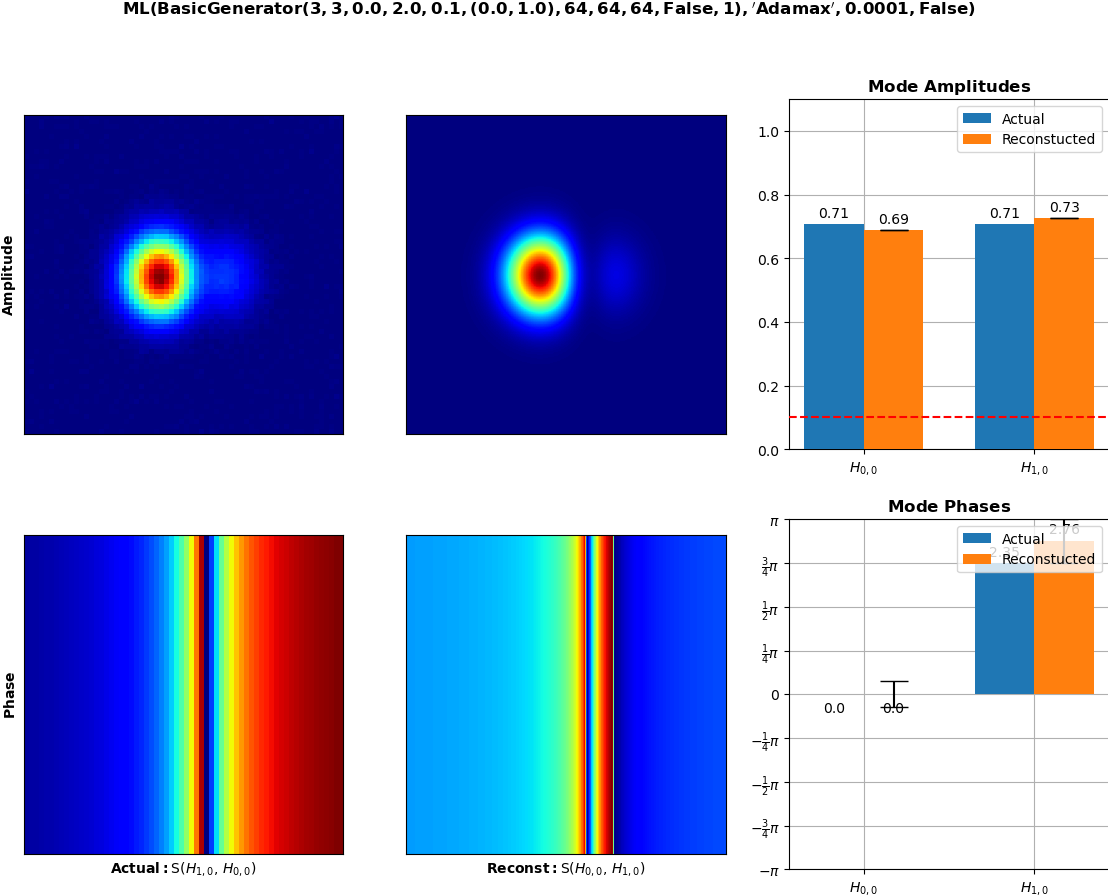 ML(BasicGenerator(3, 3, 0.0, 2.0, 0.1, (0.0, 1.0), 64, 64, 64, False, 1), ′Adamax′, 0.0001, False)
Amplitude
Mode Amplitudes
Actual
Reconstucted
1.0
0.8
0.6
0.4
0.2
0.0
0.71
0.69
0.71
0.73
H0,0
H1,0
Phase
Actual: S(H1,0, H0,0)
Reconst: S(H0,0, H1,0)
Mode Phases
Actual
Reconstucted
π
3/4π
1/2π
1/4π
0
−1/4π
−1/2π
−3/4π
−π
0.0
0.0
2.35
2.76
H0,0
H1,0